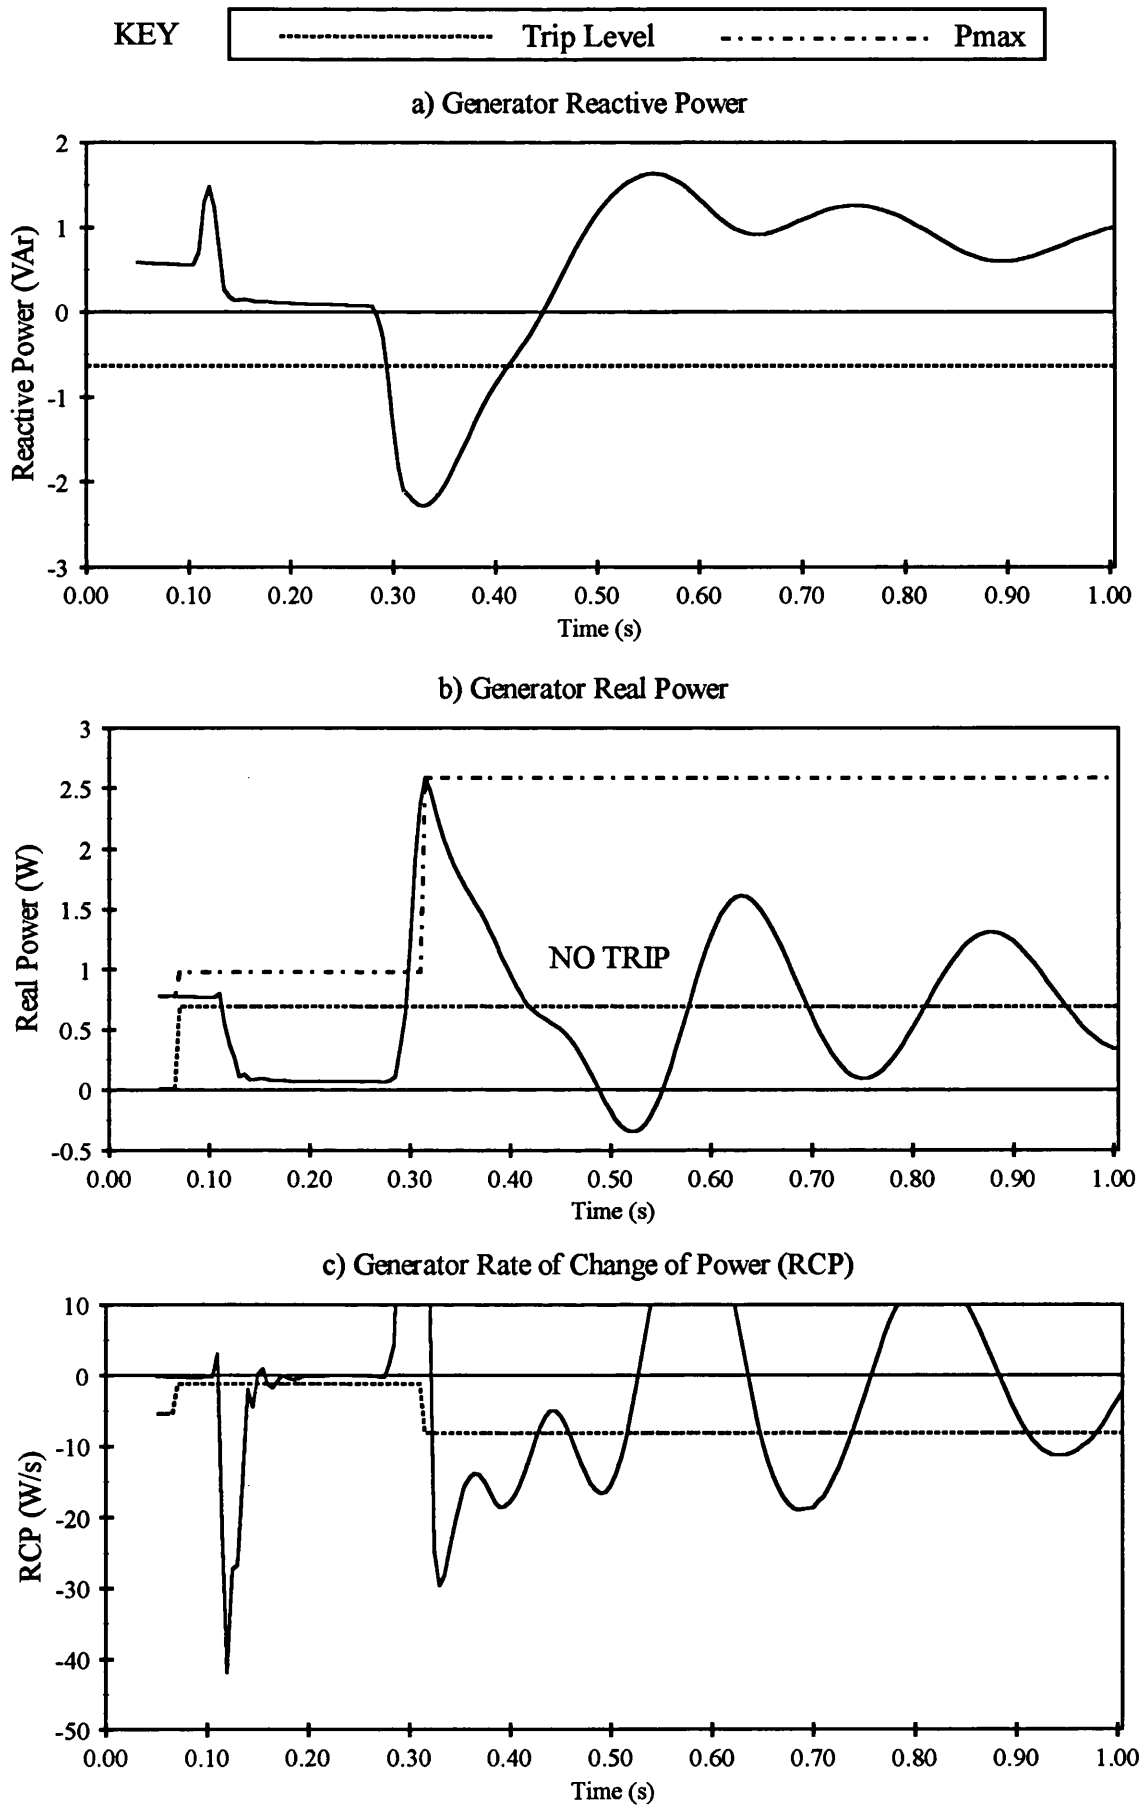 KEY
Trip Level
Pmax
a) Generator Reactive Power
Reactive Power (VAr)
2
1
0
-1
-2
-3
0.00 0.10 0.20 0.30 0.40 0.50 0.60 0.70 0.80 0.90 1.00
Time (s)
b) Generator Real Power
Real Power (W)
3
2.5
2
1.5
1
0.5
0
-0.5
NO TRIP
0.00 0.10 0.20 0.30 0.40 0.50 0.60 0.70 0.80 0.90 1.00
Time (s)
c) Generator Rate of Change of Power (RCP)
RCP (W/s)
10
0
-10
-20
-30
-40
-50
0.00 0.10 0.20 0.30 0.40 0.50 0.60 0.70 0.80 0.90 1.00
Time (s)